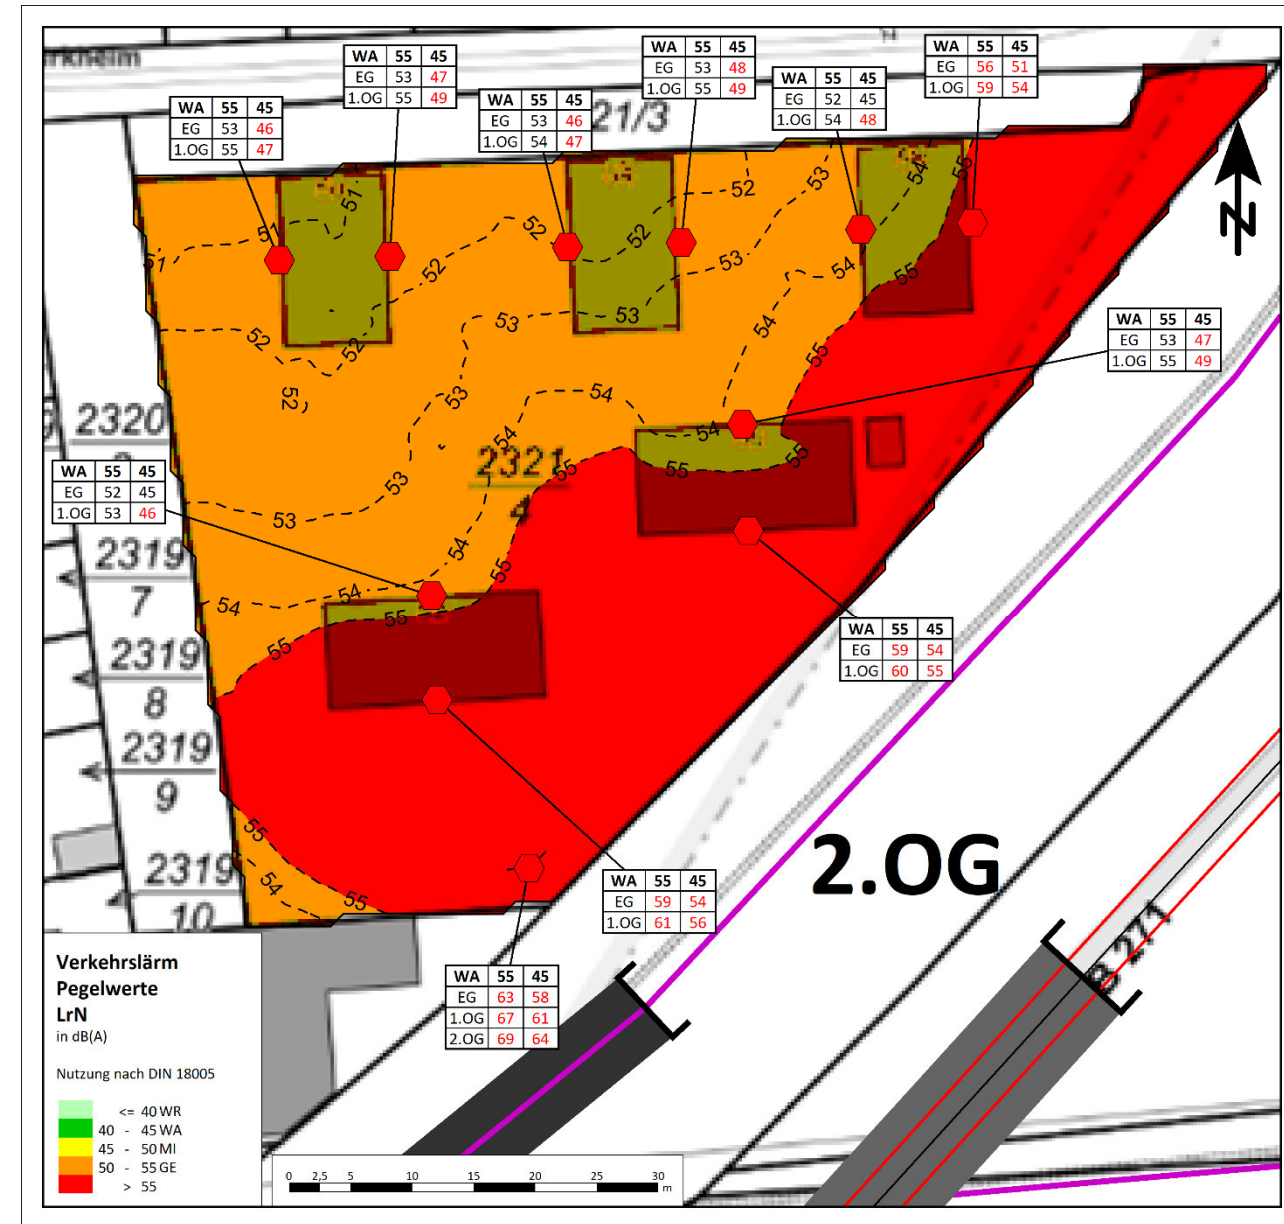 rkheim
N
WA 55 45
EG 53 47
1.OG 55 49
WA 55 45
EG 53 48
1.OG 55 49
WA 55 45
EG 56 51
1.OG 59 54
WA 55 45
EG 53 46
1.OG 55 47
WA 55 45
EG 53 46
1.OG 54 47
WA 55 45
EG 52 45
1.OG 54 48
21/3
N
51
51
51
52
52
52
52
52
52
52
53
53
53
53
53
53
53
54
54
54
54
54
54
54
54
54
54
55
55
55
55
55
55
55
55
55
55
55
WA 55 45
EG 53 47
1.OG 55 49
2320
2321
4
WA 55 45
EG 52 45
1.OG 53 46
2319
7
2319
8
2319
9
2319
10
WA 55 45
EG 59 54
1.OG 60 55
2.OG
WA 55 45
EG 59 54
1.OG 61 56
B 271
WA 55 45
EG 63 58
1.OG 67 61
2.OG 69 64
Verkehrslärm
Pegelwerte
LrN
in dB(A)
Nutzung nach DIN 18005
<= 40 WR
40 - 45 WA
45 - 50 MI
50 - 55 GE
> 55
0 2,5 5 10 15 20 25 30
m